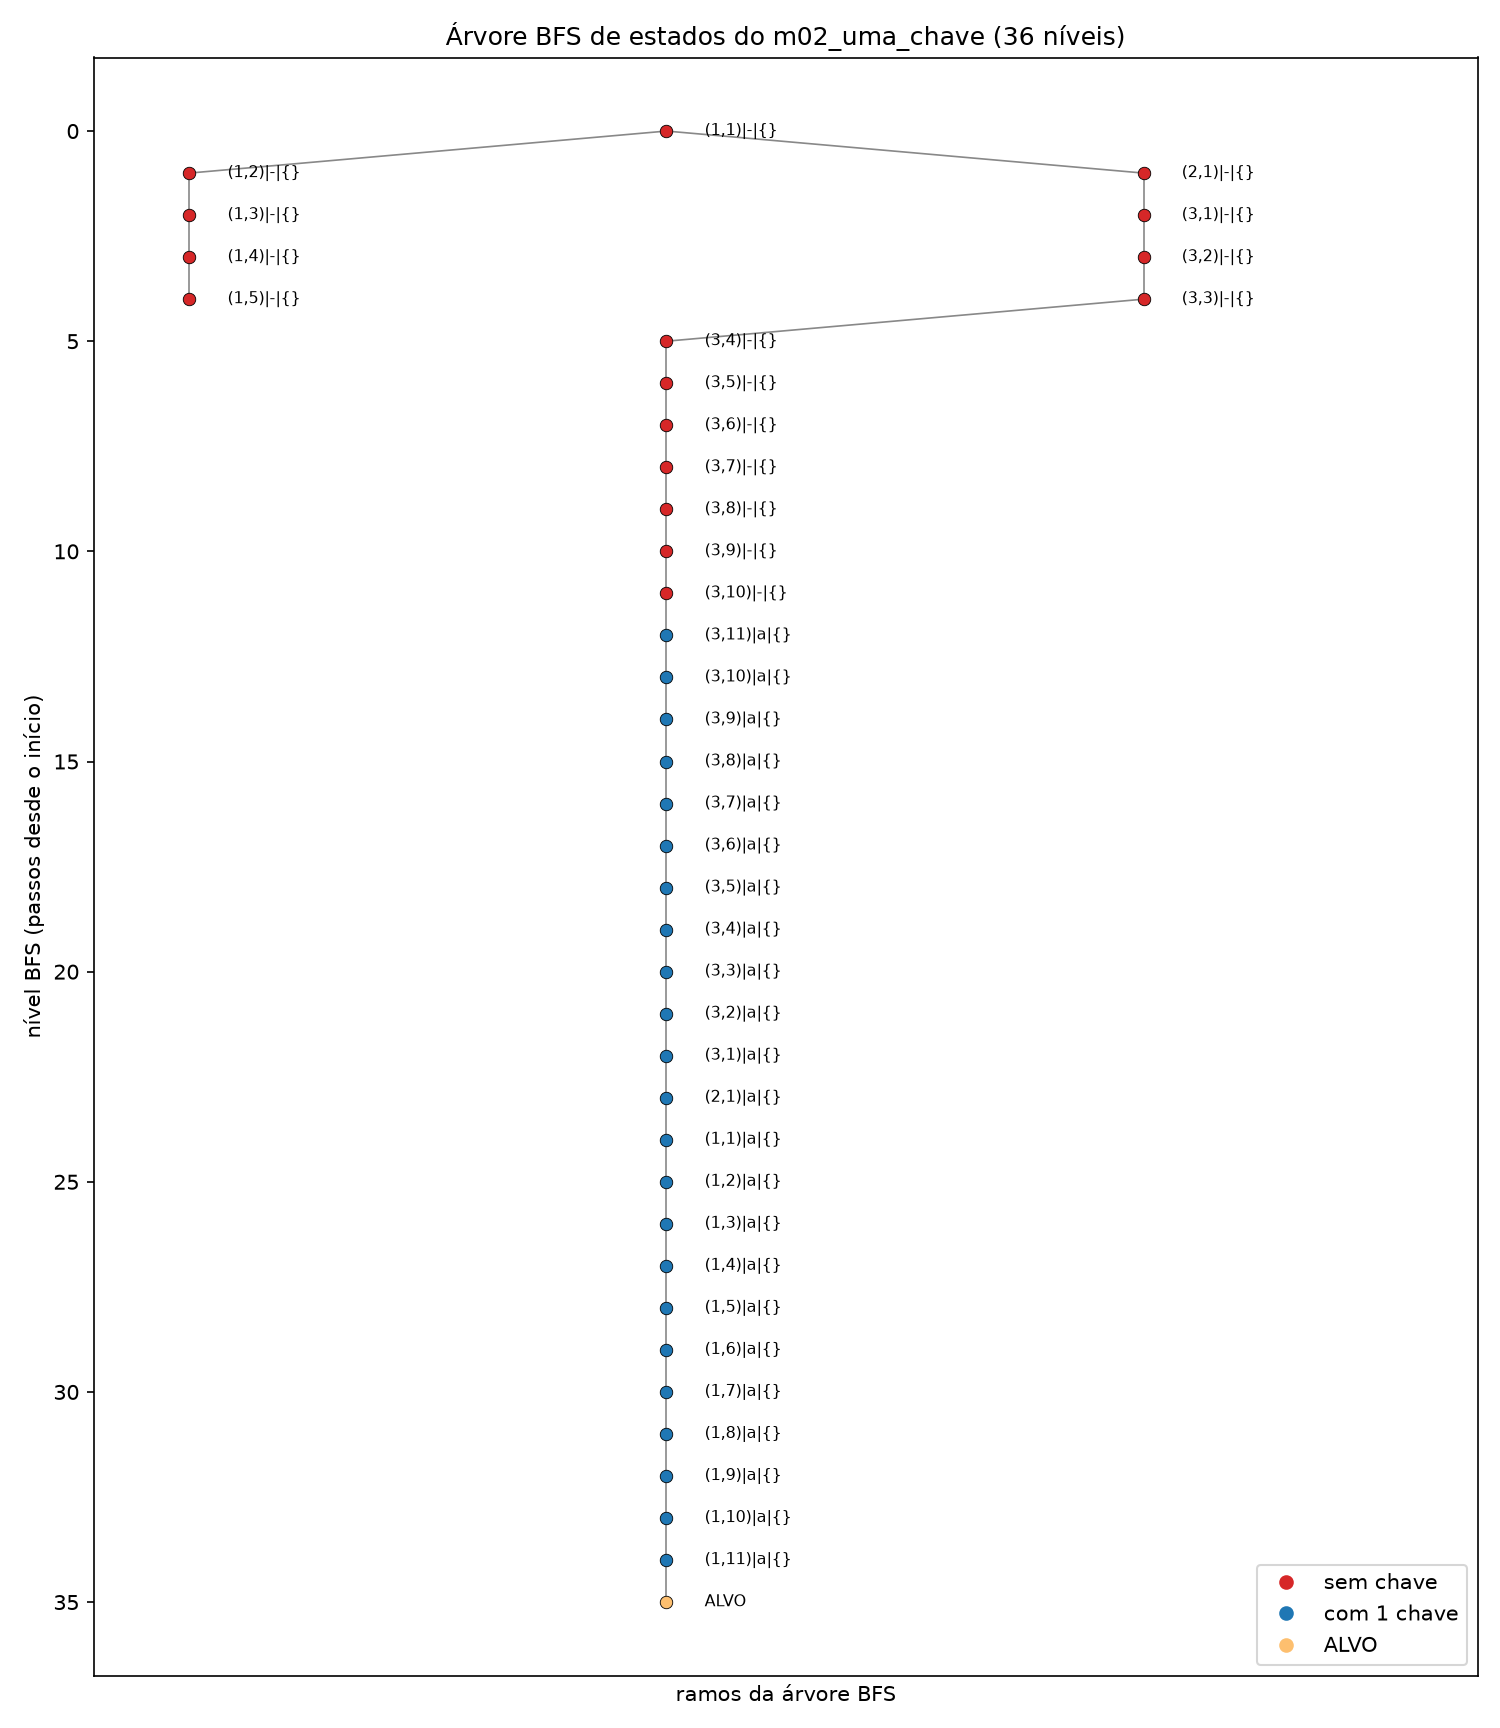 Árvore BFS de estados do m02_uma_chave (36 níveis)
0
(1,1)|-|{}
(1,2)|-|{}
(2,1)|-|{}
(1,3)|-|{}
(3,1)|-|{}
(1,4)|-|{}
(3,2)|-|{}
(1,5)|-|{}
(3,3)|-|{}
5
(3,4)|-|{}
(3,5)|-|{}
(3,6)|-|{}
(3,7)|-|{}
(3,8)|-|{}
10
(3,9)|-|{}
(3,10)|-|{}
(3,11)|a|{}
(3,10)|a|{}
(3,9)|a|{}
15
(3,8)|a|{}
(3,7)|a|{}
(3,6)|a|{}
(3,5)|a|{}
(3,4)|a|{}
20
(3,3)|a|{}
(3,2)|a|{}
(3,1)|a|{}
(2,1)|a|{}
(1,1)|a|{}
25
(1,2)|a|{}
(1,3)|a|{}
(1,4)|a|{}
(1,5)|a|{}
(1,6)|a|{}
30
(1,7)|a|{}
(1,8)|a|{}
(1,9)|a|{}
(1,10)|a|{}
(1,11)|a|{}
35
ALVO
nível BFS (passos desde o início)
ramos da árvore BFS
sem chave
com 1 chave
ALVO